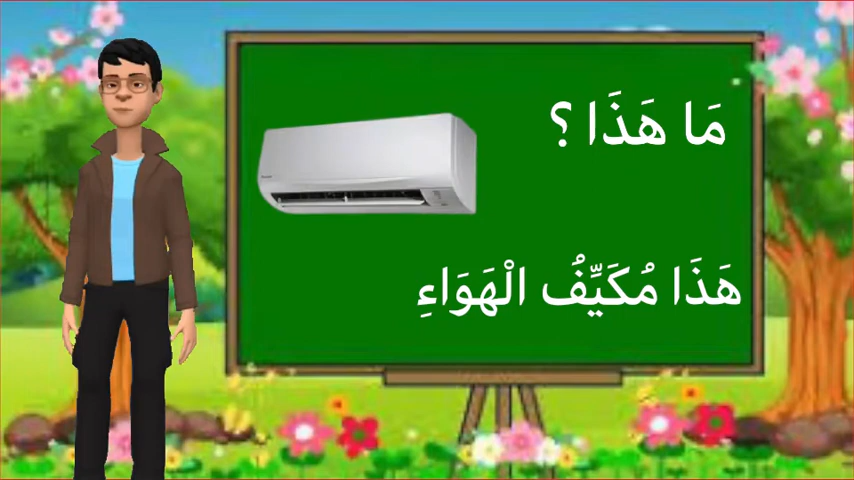 مَا هَذَا ؟
هَذَا مُكَيِّفُ الْهَوَاءِ